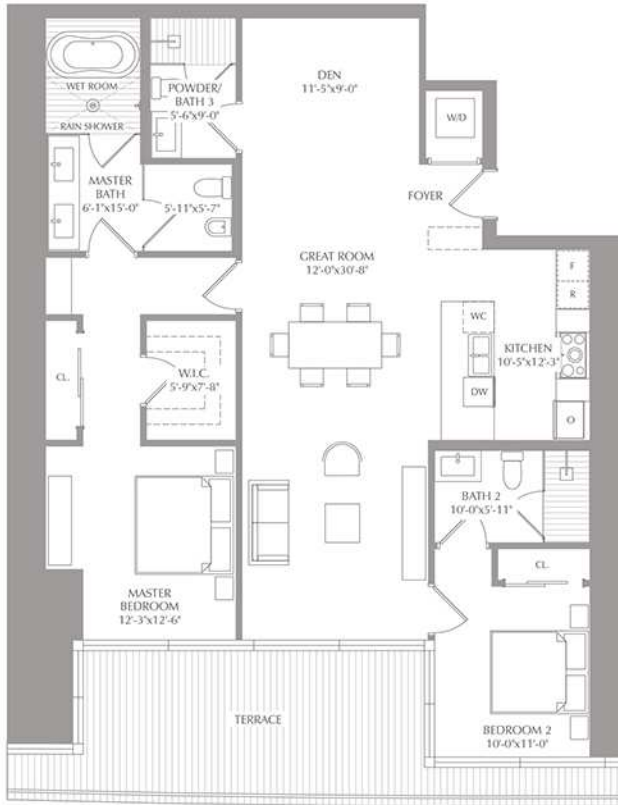 WET ROOM
RAIN SHOWER
POWDER/
BATH 3
5'-6"x9'-0"
DEN
11'-5"x9'-0"
W/D
MASTER
BATH
6'-1"x15'-0"
5'-11"x5'-7"
FOYER
GREAT ROOM
12'-0"x30'-8"
F
R
WC
KITCHEN
10'-5"x12'-3"
DW
O
CL.
W.I.C.
5'-9"x7'-8"
BATH 2
10'-0"x5'-11"
CL.
MASTER
BEDROOM
12'-3"x12'-6"
TERRACE
BEDROOM 2
10'-0"x11'-0"